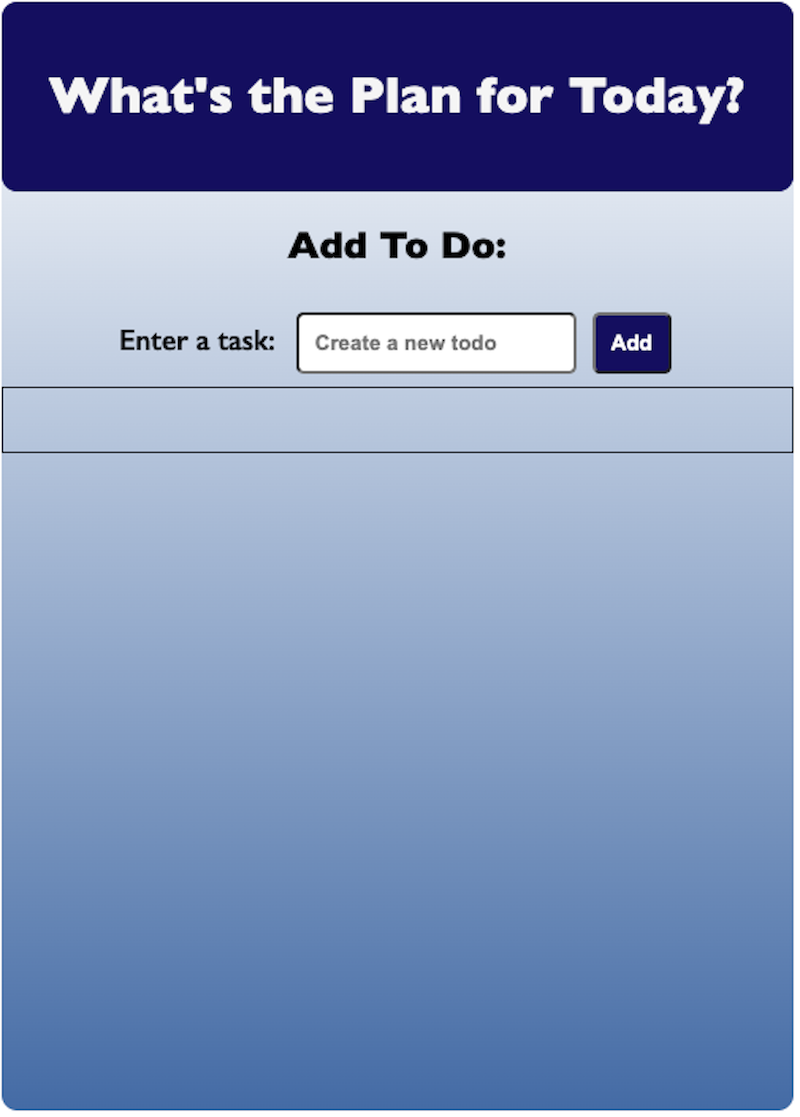 What's the Plan for Today?
Add To Do:
Enter a task: Create a new todo Add